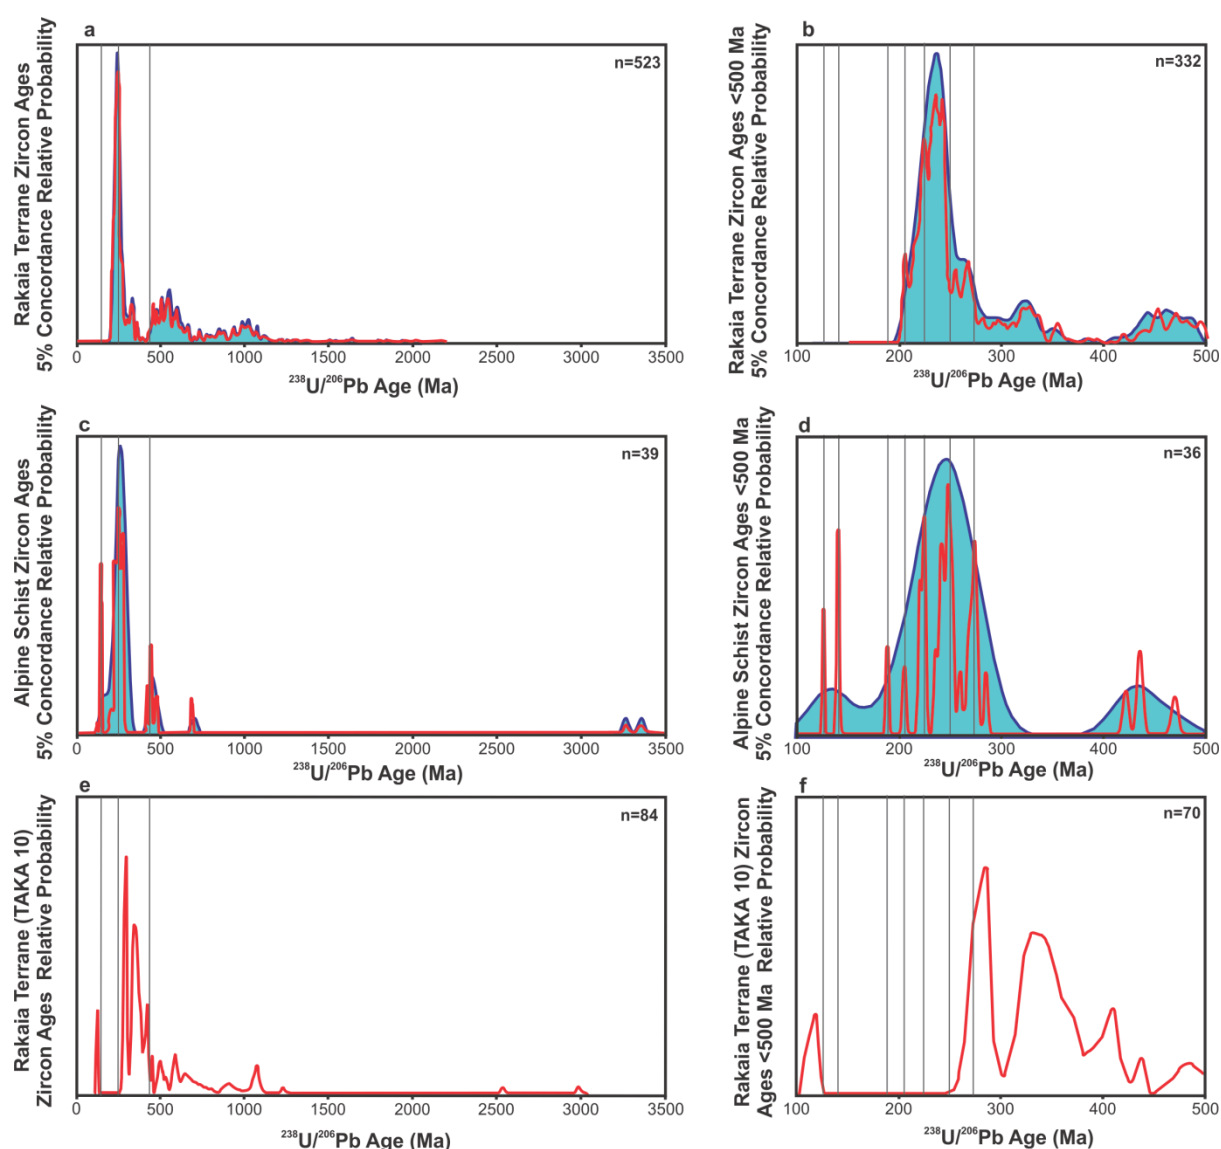 a
n=523
Rakaia Terrane Zircon Ages
5% Concordance Relative Probability
0 500 1000 1500 2000 2500 3000 3500
²³⁸U/²⁰⁶Pb Age (Ma)
b
n=332
Rakaia Terrane Zircon Ages <500 Ma
5% Concordance Relative Probability
100 200 300 400 500
²³⁸U/²⁰⁶Pb Age (Ma)
c
n=39
Alpine Schist Zircon Ages
5% Concordance Relative Probability
0 500 1000 1500 2000 2500 3000 3500
²³⁸U/²⁰⁶Pb Age (Ma)
d
n=36
Alpine Schist Zircon Ages <500 Ma
5% Concordance Relative Probability
100 200 300 400 500
²³⁸U/²⁰⁶Pb Age (Ma)
e
n=84
Rakaia Terrane (TAKA 10)
Zircon Ages Relative Probability
0 500 1000 1500 2000 2500 3000 3500
²³⁸U/²⁰⁶Pb Age (Ma)
f
n=70
Rakaia Terrane (TAKA 10) Zircon
Ages <500 Ma Relative Probability
100 200 300 400 500
²³⁸U/²⁰⁶Pb Age (Ma)